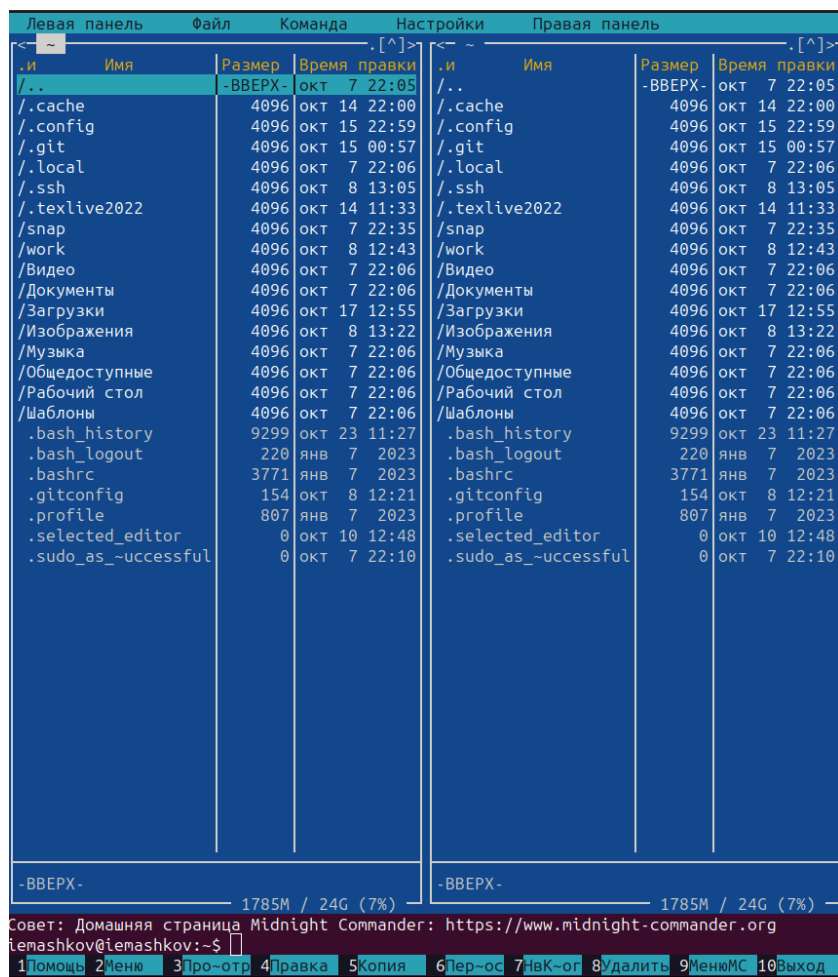 Левая панель Файл Команда Настройки Правая панель
<─ ~ ─.[^]> <─ ~ ─.[^]>
.и Имя Размер Время правки .и Имя Размер Время правки
/.. -ВВЕРХ- окт 7 22:05 /.. -ВВЕРХ- окт 7 22:05
/.cache 4096 окт 14 22:00 /.cache 4096 окт 14 22:00
/.config 4096 окт 15 22:59 /.config 4096 окт 15 22:59
/.git 4096 окт 15 00:57 /.git 4096 окт 15 00:57
/.local 4096 окт 7 22:06 /.local 4096 окт 7 22:06
/.ssh 4096 окт 8 13:05 /.ssh 4096 окт 8 13:05
/.texlive2022 4096 окт 14 11:33 /.texlive2022 4096 окт 14 11:33
/snap 4096 окт 7 22:35 /snap 4096 окт 7 22:35
/work 4096 окт 8 12:43 /work 4096 окт 8 12:43
/Видео 4096 окт 7 22:06 /Видео 4096 окт 7 22:06
/Документы 4096 окт 7 22:06 /Документы 4096 окт 7 22:06
/Загрузки 4096 окт 17 12:55 /Загрузки 4096 окт 17 12:55
/Изображения 4096 окт 8 13:22 /Изображения 4096 окт 8 13:22
/Музыка 4096 окт 7 22:06 /Музыка 4096 окт 7 22:06
/Общедоступные 4096 окт 7 22:06 /Общедоступные 4096 окт 7 22:06
/Рабочий стол 4096 окт 7 22:06 /Рабочий стол 4096 окт 7 22:06
/Шаблоны 4096 окт 7 22:06 /Шаблоны 4096 окт 7 22:06
.bash_history 9299 окт 23 11:27 .bash_history 9299 окт 23 11:27
.bash_logout 220 янв 7 2023 .bash_logout 220 янв 7 2023
.bashrc 3771 янв 7 2023 .bashrc 3771 янв 7 2023
.gitconfig 154 окт 8 12:21 .gitconfig 154 окт 8 12:21
.profile 807 янв 7 2023 .profile 807 янв 7 2023
.selected_editor 0 окт 10 12:48 .selected_editor 0 окт 10 12:48
.sudo_as_~uccessful 0 окт 7 22:10 .sudo_as_~uccessful 0 окт 7 22:10
-ВВЕРХ- -ВВЕРХ-
1785M / 24G (7%) 1785M / 24G (7%)
Совет: Домашняя страница Midnight Commander: https://www.midnight-commander.org
iemashkov@iemashkov:~$
1Помощь 2Меню 3Про~отр 4Правка 5Копия 6Пер~ос 7НвК~ог 8Удалить 9МенюМС 10Выход